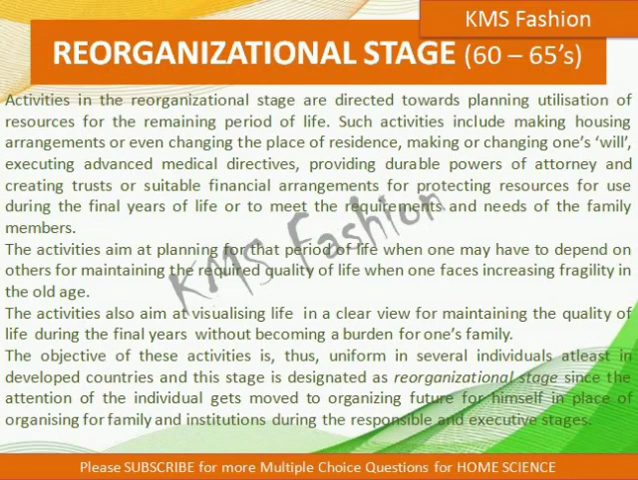 KMS Fashion
REORGANIZATIONAL STAGE (60 – 65’s)
Activities in the reorganizational stage are directed towards planning utilisation of
resources for the remaining period of life. Such activities include making housing
arrangements or even changing the place of residence, making or changing one’s ‘will’,
executing advanced medical directives, providing durable powers of attorney and
creating trusts or suitable financial arrangements for protecting resources for use
during the final years of life or to meet the requirements and needs of the family
members.
The activities aim at planning for that period of life when one may have to depend on
others for maintaining the required quality of life when one faces increasing fragility in
the old age.
The activities also aim at visualising life in a clear view for maintaining the quality of
life during the final years without becoming a burden for one’s family.
The objective of these activities is, thus, uniform in several individuals atleast in
developed countries and this stage is designated as reorganizational stage since the
attention of the individual gets moved to organizing future for himself in place of
organising for family and institutions during the responsible and executive stages.
KMS Fashion
Please SUBSCRIBE for more Multiple Choice Questions for HOME SCIENCE